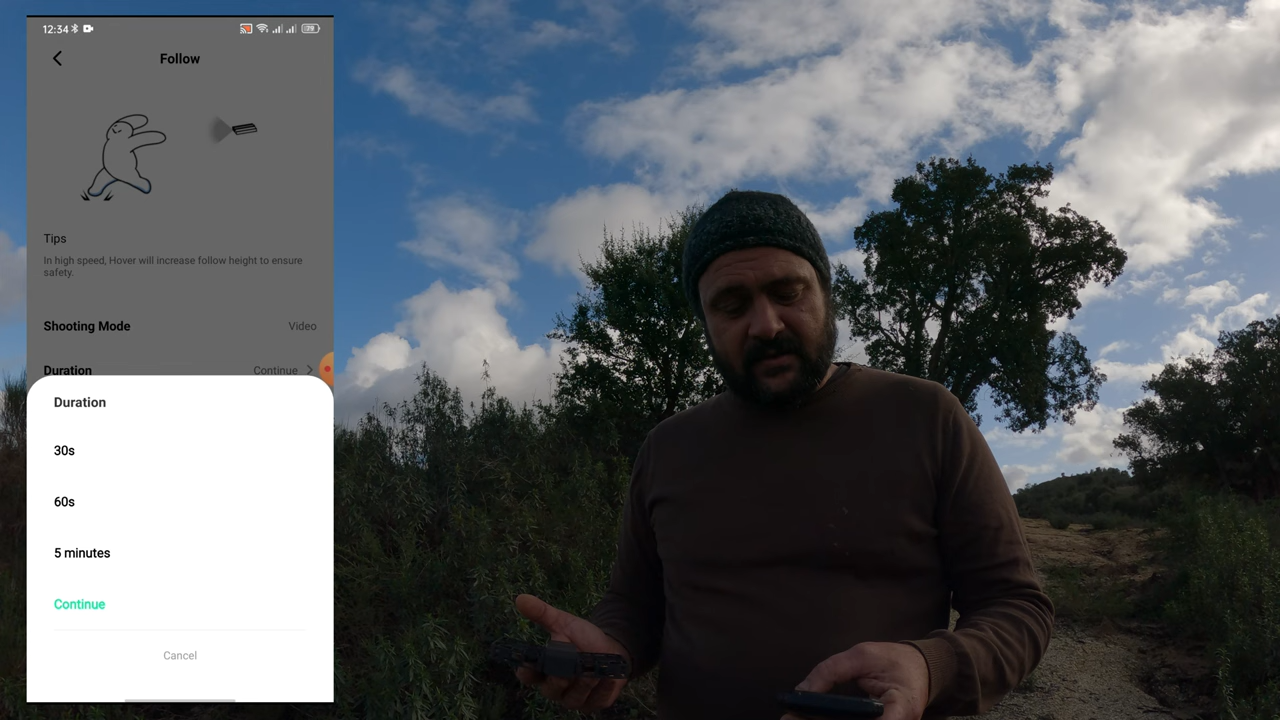 12:34
Follow
Tips
In high speed, Hover will increase follow height to ensure
safety.
Shooting Mode Video
Duration Continue
Duration
30s
60s
5 minutes
Continue
Cancel